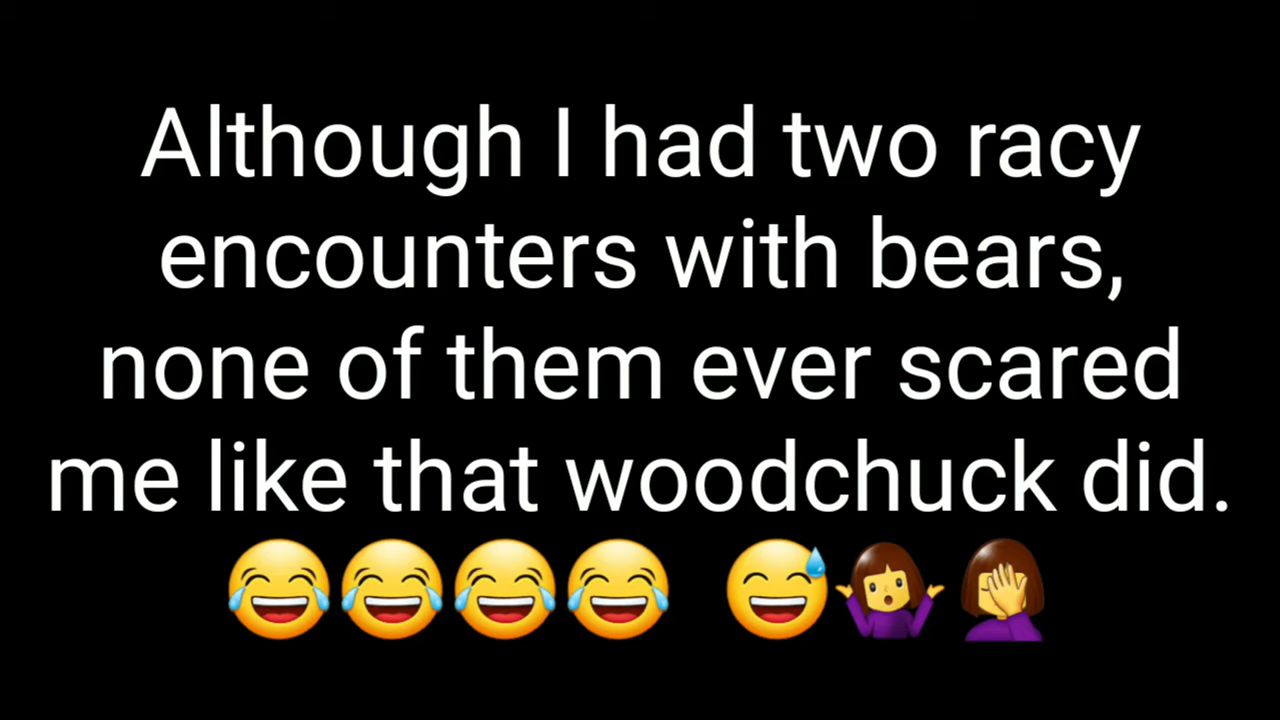 Although I had two racy
encounters with bears,
none of them ever scared
me like that woodchuck did.
😂😂😂😂 😅🤷‍♀️🤦‍♀️